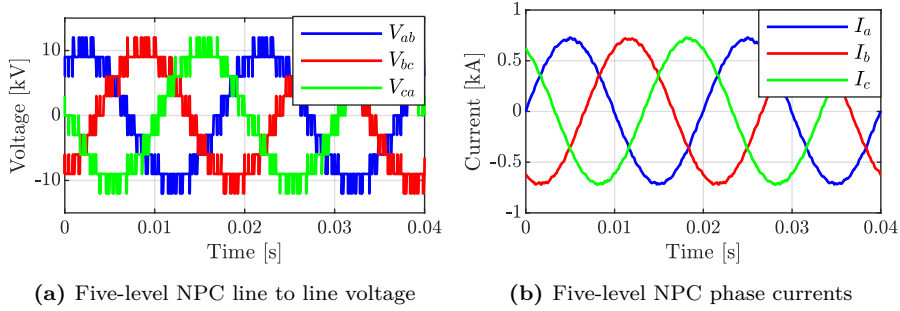 Voltage [kV]
10
0
-10
V_ab
V_bc
V_ca
0
0.01
0.02
0.03
0.04
Time [s]
(a) Five-level NPC line to line voltage
Current [kA]
1
0.5
0
-0.5
-1
I_a
I_b
I_c
0
0.01
0.02
0.03
0.04
Time [s]
(b) Five-level NPC phase currents